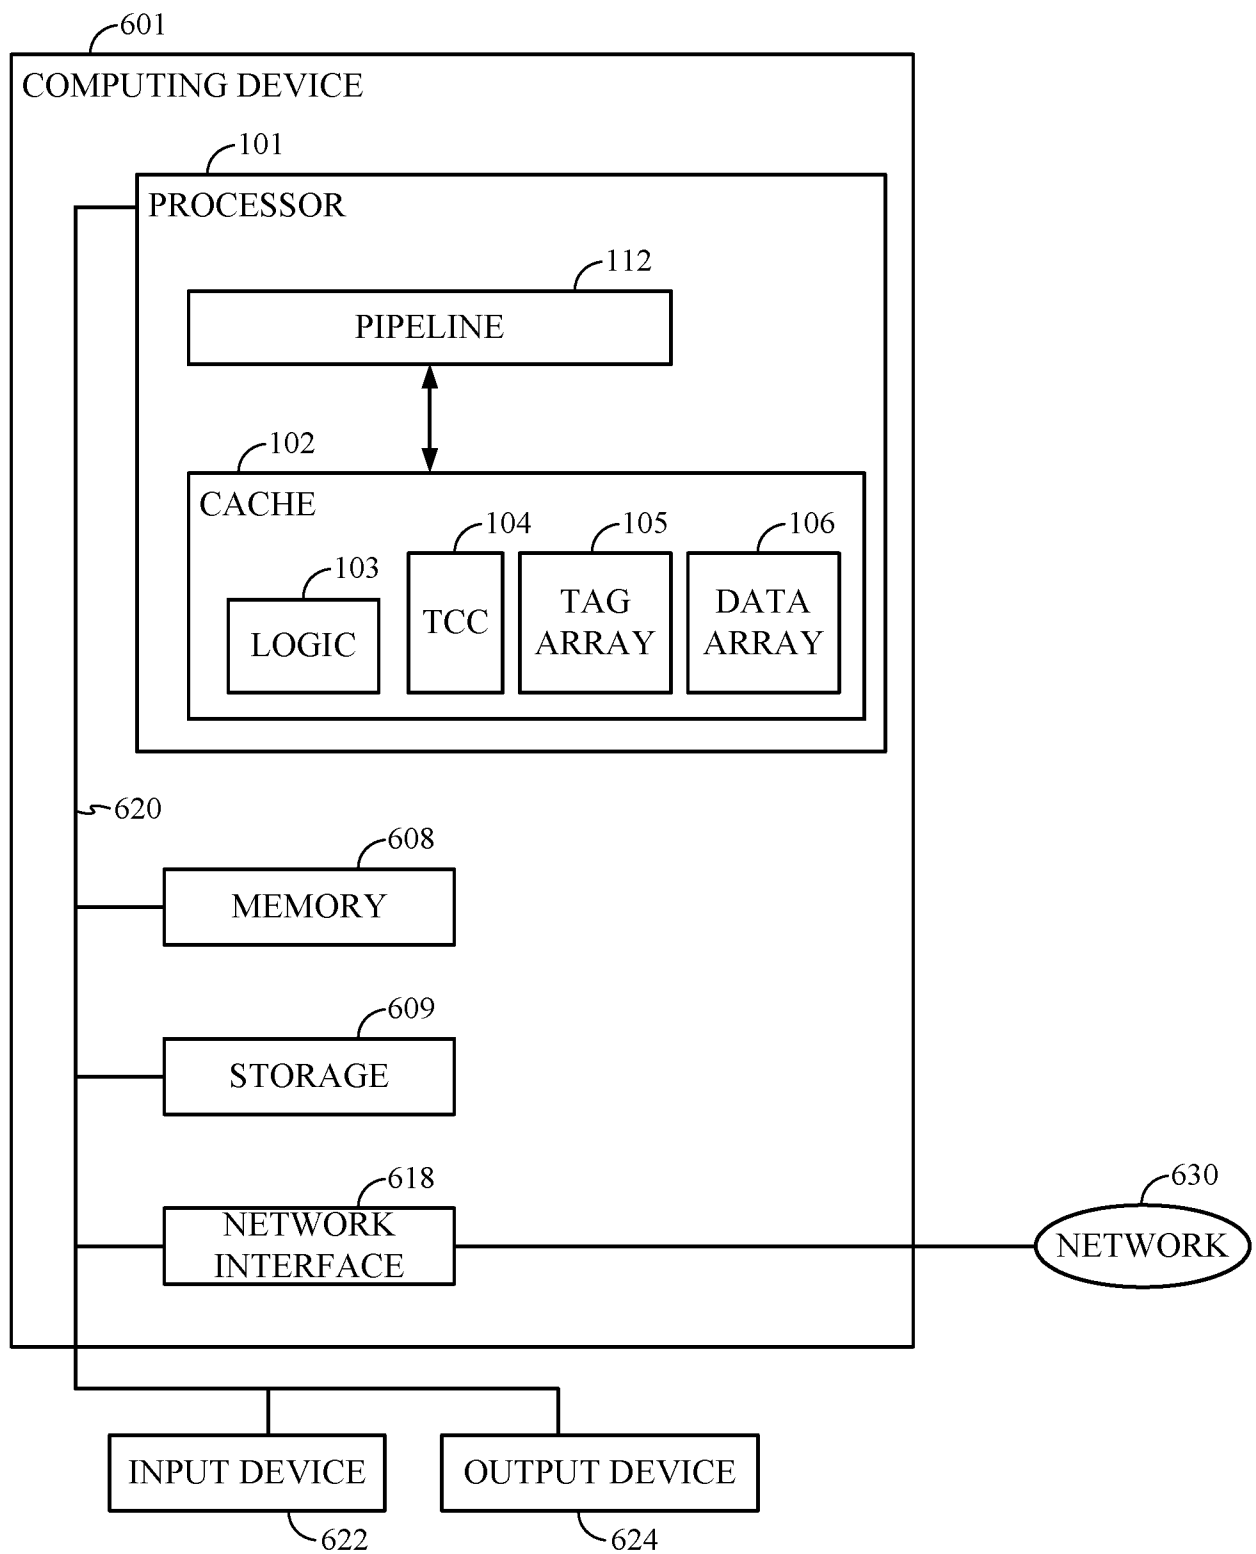 601
COMPUTING DEVICE
101
PROCESSOR
112
PIPELINE
102
CACHE
103
LOGIC
104
TCC
105
TAG
ARRAY
106
DATA
ARRAY
620
608
MEMORY
609
STORAGE
618
NETWORK
INTERFACE
630
NETWORK
INPUT DEVICE
622
OUTPUT DEVICE
624